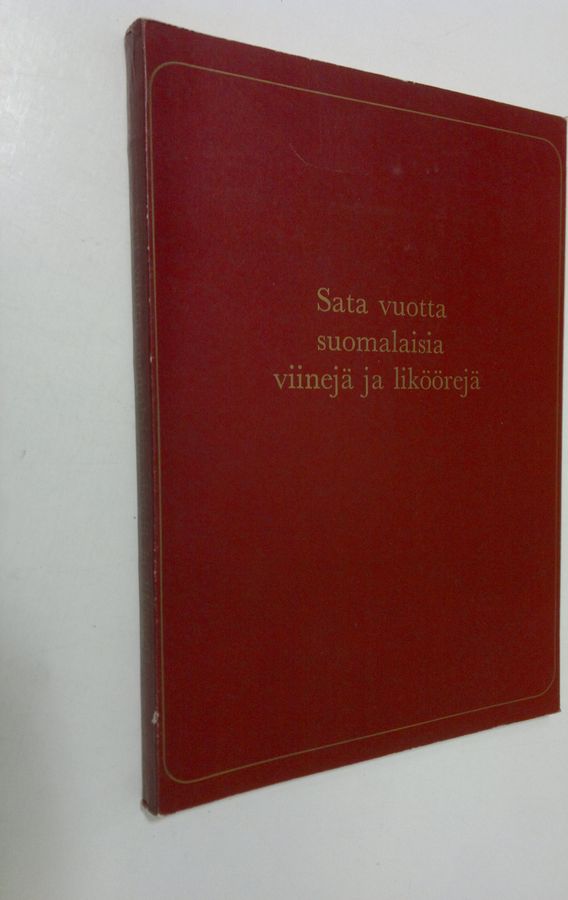 Sata vuotta
suomalaisia
viinejä ja liköörejä